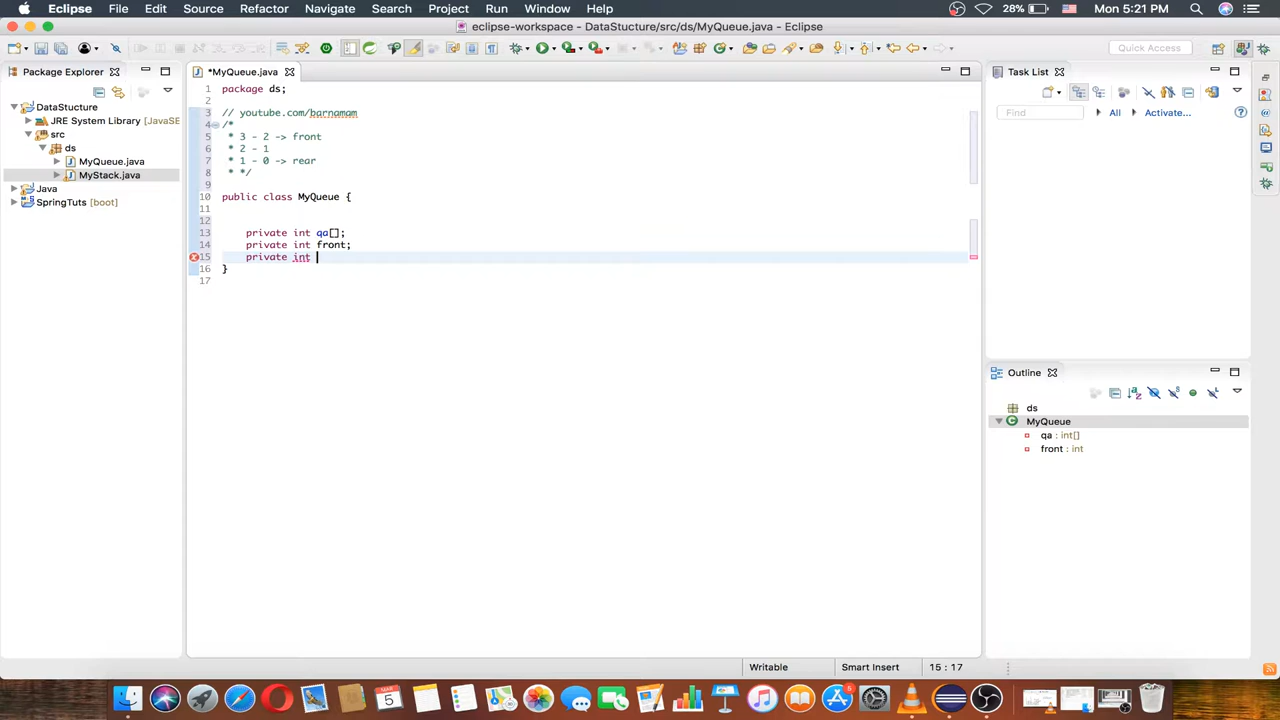 Eclipse File Edit Source Refactor Navigate Search Project Run Window Help 28% Mon 5:21 PM
eclipse-workspace - DataStucture/src/ds/MyQueue.java - Eclipse
Quick Access
Package Explorer
DataStucture
JRE System Library [JavaSE
src
ds
MyQueue.java
MyStack.java
Java
SpringTuts [boot]
*MyQueue.java
1 package ds;
2
3 // youtube.com/barnamam
4 /*
5 * 3 - 2 -> front
6 * 2 - 1
7 * 1 - 0 -> rear
8 * */
9
10 public class MyQueue {
11
12
13 private int qa[];
14 private int front;
15 private int
16 }
17
Task List
Find All Activate...
Outline
ds
MyQueue
qa : int[]
front : int
Writable Smart Insert 15 : 17
MAR
5